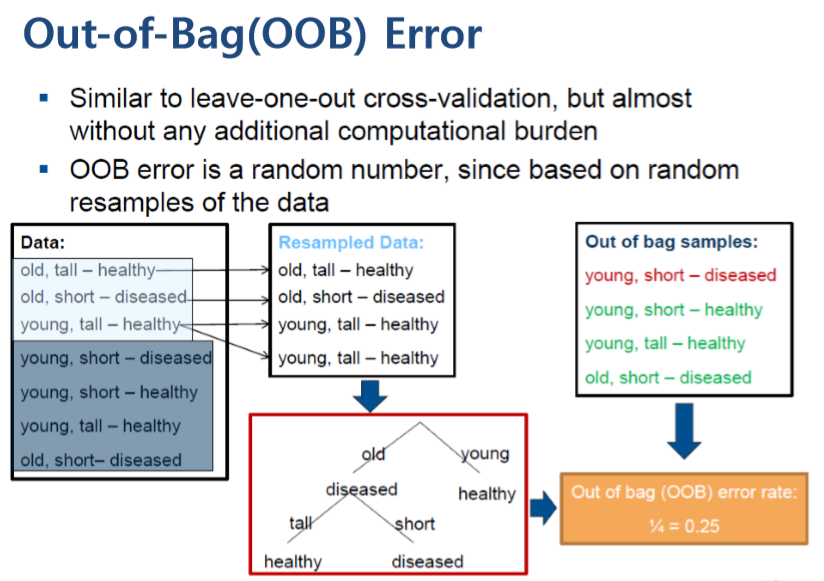 Out-of-Bag(OOB) Error
▪ Similar to leave-one-out cross-validation, but almost
without any additional computational burden
▪ OOB error is a random number, since based on random
resamples of the data
Data:
old, tall – healthy
old, short – diseased
young, tall – healthy
young, short – diseased
young, short – healthy
young, tall – healthy
old, short– diseased
Resampled Data:
old, tall – healthy
old, short – diseased
young, tall – healthy
young, tall – healthy
Out of bag samples:
young, short – diseased
young, short – healthy
young, tall – healthy
old, short – diseased
old young
diseased healthy
tall short
healthy diseased
Out of bag (OOB) error rate:
¼ = 0.25